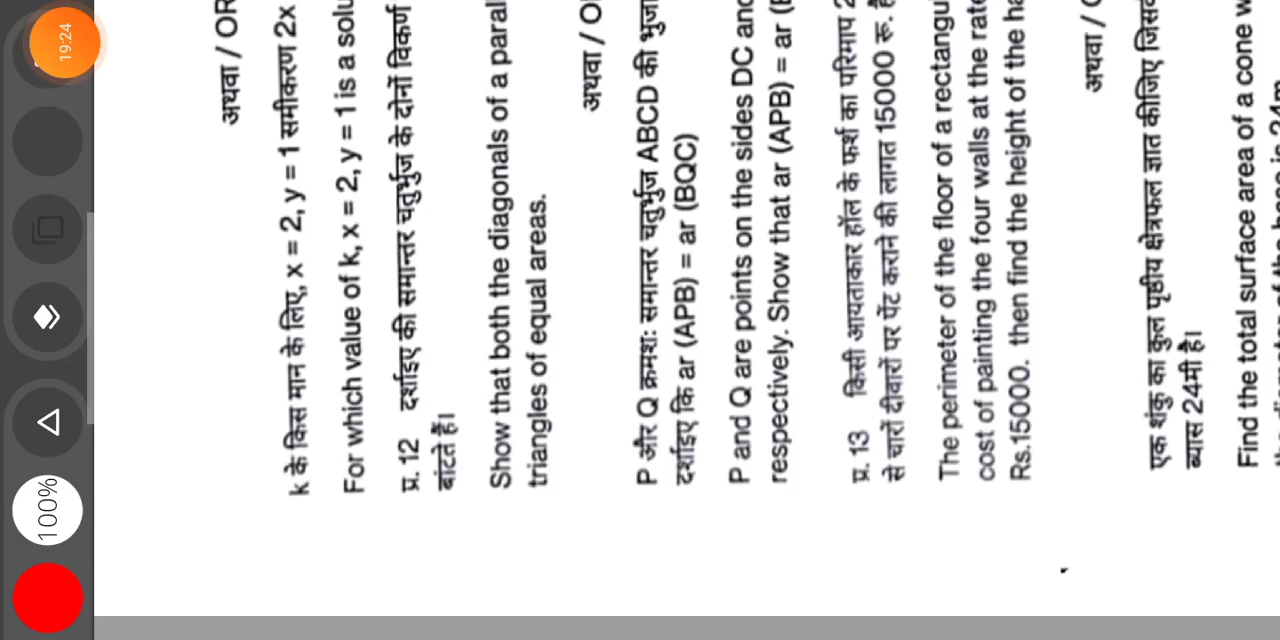 19:24
100%
अथवा / OR
k के किस मान के लिए, x = 2, y = 1 समीकरण 2x
For which value of k, x = 2, y = 1 is a solu
प्र. 12 दर्शाइए की समान्तर चतुर्भुज के दोनों विकर्ण
बांटते हैं।
Show that both the diagonals of a paral
triangles of equal areas.
अथवा / O
P और Q क्रमशः समान्तर चतुर्भुज ABCD की भुजा
दर्शाइए कि ar (APB) = ar (BQC)
P and Q are points on the sides DC and
respectively. Show that ar (APB) = ar (B
प्र. 13 किसी आयताकार हॉल के फर्श का परिमाप 2
से चारों दीवारों पर पेंट कराने की लागत 15000 रू. है
The perimeter of the floor of a rectangu
cost of painting the four walls at the rate
Rs.15000. then find the height of the ha
अथवा /
एक शंकु का कुल पृष्ठीय क्षेत्रफल ज्ञात कीजिए जिसव
व्यास 24मी है।
Find the total surface area of a cone w